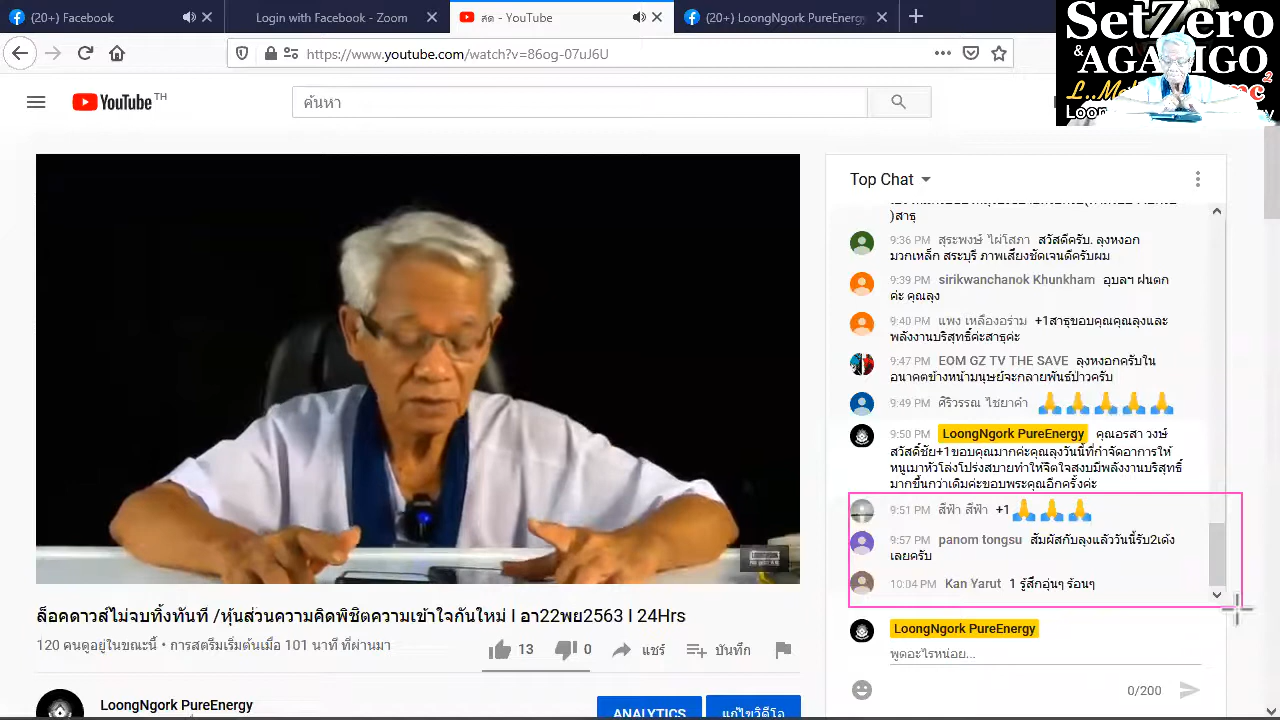 (20+) Facebook
Login with Facebook - Zoom
สด - YouTube
(20+) LoongNgork PureEnergy
https://www.youtube.com/watch?v=86og-07uJ6U
SetZero
& AGALIGO
YouTube TH
ค้นหา
Top Chat
)สาธุ
9:36 PM สุระพงษ์ ไผ่โสภา สวัสดีครับ. ลุงหงอก
มวกเหล็ก สระบุรี ภาพเสียงชัดเจนดีครับผม
9:39 PM sirikwanchanok Khunkham อุบลฯ ฝนตก
ค่ะ คุณลุง
9:40 PM แพง เหลืองอร่าม +1สาธุขอบคุณคุณลุงและ
พลังงานบริสุทธิ์ค่ะสาธุค่ะ
9:47 PM EOM GZ TV THE SAVE ลุงหงอกครับใน
อนาคตข้างหน้ามนุษย์จะกลายพันธ์ป่าวครับ
9:49 PM ศิริวรรณ ไชยาคำ 🙏🙏🙏🙏🙏
9:50 PM LoongNgork PureEnergy คุณอรสา วงษ์
สวัสดิ์ชัย+1ขอบคุณมากค่ะคุณลุงวันนี้ที่กำจัดอาการให้
หนูเมาหัวโล่งโปร่งสบายทำให้จิตใจสงบมีพลังงานบริสุทธิ์
มากขึ้นกว่าเดิมค่ะขอบพระคุณอีกครั้งค่ะ
9:51 PM สีฟ้า สีฟ้า +1🙏🙏🙏
9:57 PM panom tongsu สัมผัสกับลุงแล้ววันนี้รับ2เด้ง
เลยครับ
10:04 PM Kan Yarut 1 รู้สึกอุ่นๆ ร้อนๆ
LoongNgork PureEnergy
พูดอะไรหน่อย...
0/200
ล็อคดาวส์ไม่จบทิ้งทันที /หุ้นส่วนความคิดพิชิตความเข้าใจกันใหม่ I อา22พย2563 I 24Hrs
120 คนดูอยู่ในขณะนี้ • การสตรีมเริ่มต้นเมื่อ 101 นาที ที่ผ่านมา
13
0
แชร์
บันทึก
LoongNgork PureEnergy
ANALYTICS
แก้ไขวิดีโอ